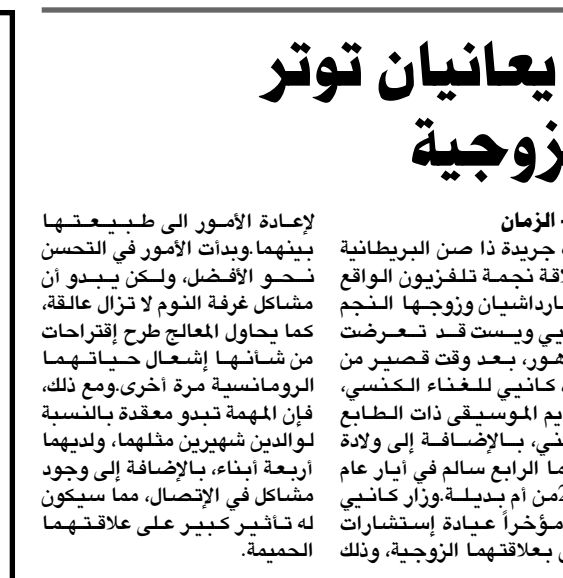 يعانيان توتر
زوجية
- الزمان
جريدة ذا صن البريطانية
نجمة تلفزيون الواقع
وزوجها النجم
ويست قد تعرضت
بعد وقت قصير من
كانيي للغناء الكنسي،
الموسيقى ذات الطابع
بالإضافة إلى ولادة
الرابع سالم في أيار عام
من أم بديلة.وزار كانيي
مؤخراً عيادة إستشارات
بعلاقتهما الزوجية، وذلك
لإعادة الأمور الى طبيعتها
بينهما.وبدأت الأمور في التحسن
نحو الأفضل، ولكن يبدو أن
مشاكل غرفة النوم لا تزال عالقة،
كما يحاول المعالج طرح إقتراحات
من شأنها إشعال حياتهما
الرومانسية مرة أخرى.ومع ذلك،
فإن المهمة تبدو معقدة بالنسبة
لوالدين شهيرين مثلهما، ولديهما
أربعة أبناء، بالإضافة إلى وجود
مشاكل في الإتصال، مما سيكون
له تأثير كبير على علاقتهما
الحميمة.